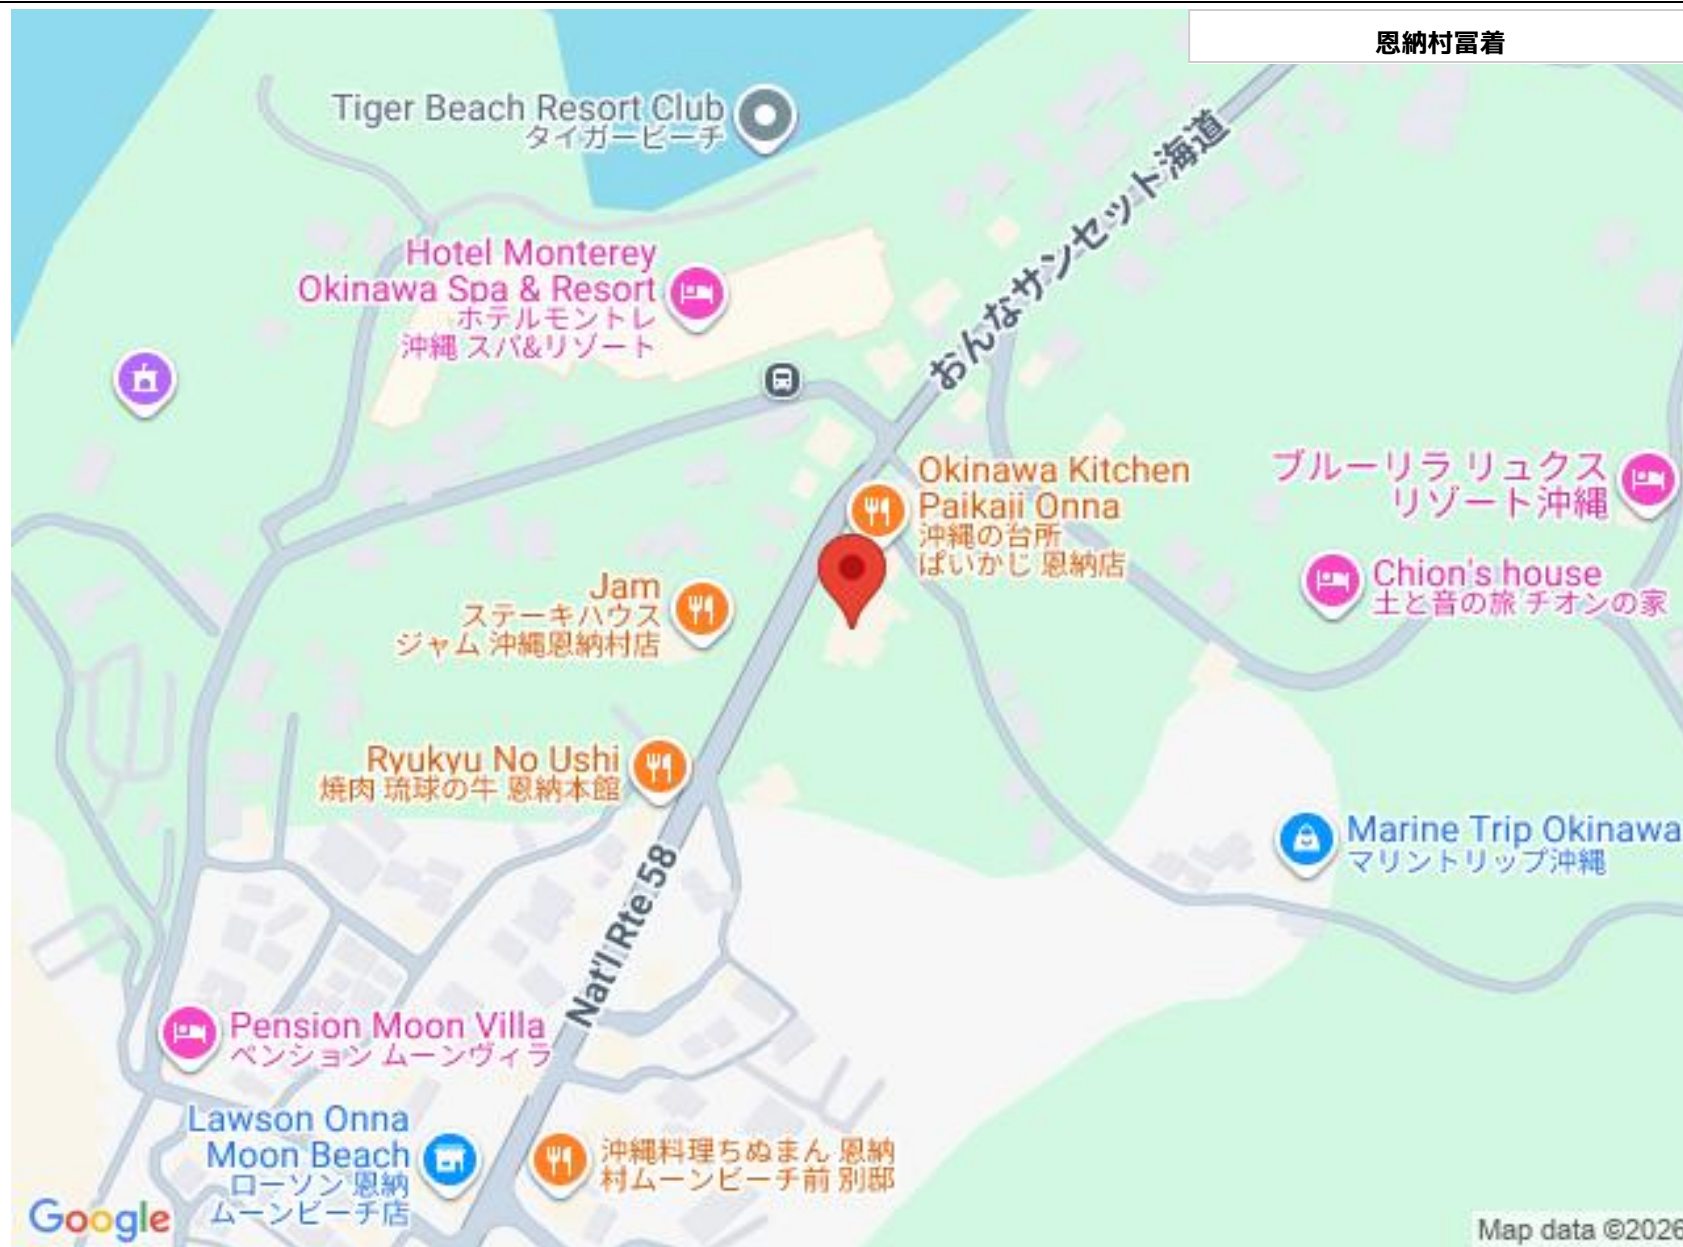 恩納村冨着
Tiger Beach Resort Club
タイガービーチ
おんなサンセット海道
Hotel Monterey
Okinawa Spa & Resort
ホテルモントレ
沖縄 スパ&リゾート
Okinawa Kitchen
Paikaji Onna
沖縄の台所
ぱいかじ 恩納店
ブルーリラ リュクス
リゾート沖縄
Chion's house
土と音の旅 チオンの家
Jam
ステーキハウス
ジャム 沖縄恩納村店
Ryukyu No Ushi
焼肉 琉球の牛 恩納本館
Marine Trip Okinawa
マリントリップ沖縄
Nat'l Rte 58
Pension Moon Villa
ペンション ムーンヴィラ
Lawson Onna
Moon Beach
ローソン 恩納
ムーンビーチ店
沖縄料理ちぬまん 恩納
村ムーンビーチ前 別邸
Google
Map data ©2026